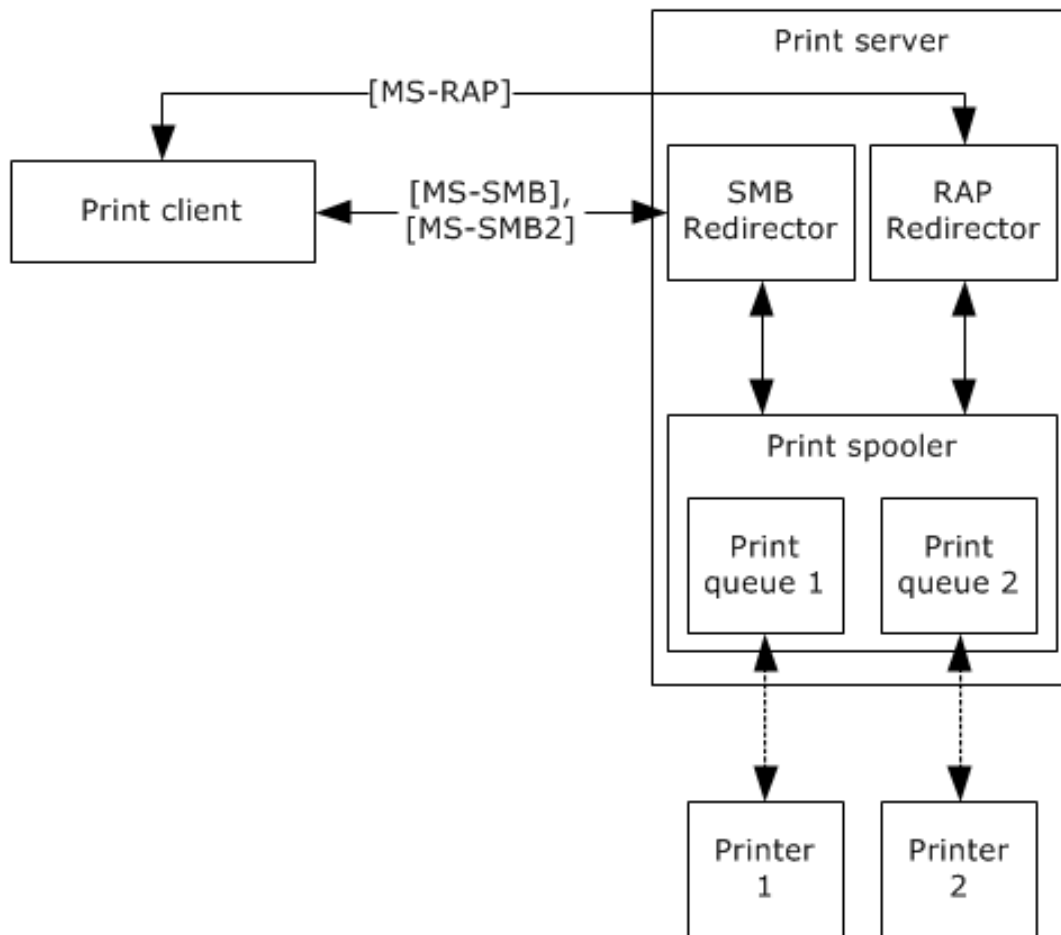 Print server
[MS-RAP]
Print client
[MS-SMB],
[MS-SMB2]
SMB
Redirector
RAP
Redirector
Print spooler
Print
queue 1
Print
queue 2
Printer
1
Printer
2